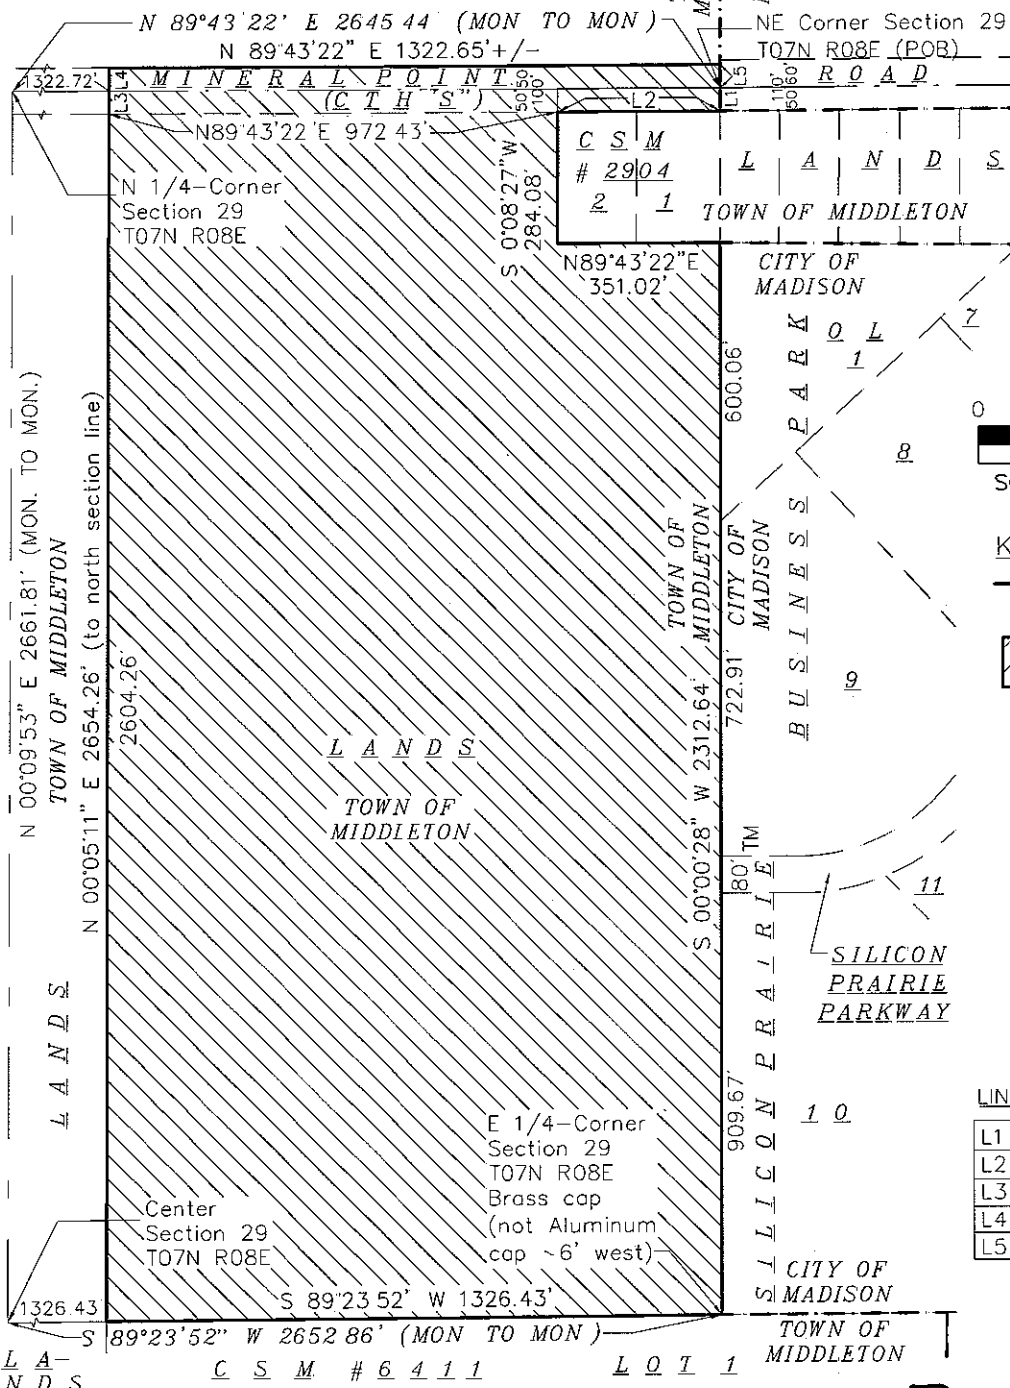 N 89°43'22' E 2645 44' (MON TO MON)
N 89°43'22" E 1322.65'+/-
NE Corner Section 29
T07N R08E (POB)
1322.72'
L4
L3
MINERAL POINT
(CTH "S")
50' 50'
100'
L2
L1
L5
110'
50' 60'
ROAD
N89°43'22 E 972 43'
N 1/4-Corner
Section 29
T07N R08E
S 0°08'27"W
284.08'
CSM
# 2904
2 1
LANDS
TOWN OF MIDDLETON
N89°43'22"E
351.02'
CITY OF
MADISON
OL
1
7
8
9
11
10
600.06'
722.91'
80'
909.67'
SILICON PRAIRIE BUSINESS PARK
TM
0
TOWN OF
MIDDLETON
CITY OF
MADISON
S 00°00'28" W 2312.64'
N 00°09'53" E 2661.81' (MON. TO MON.)
TOWN OF MIDDLETON
LANDS
N 00°05'11" E 2654.26' (to north section line)
2604.26'
LANDS
TOWN OF
MIDDLETON
SILICON
PRAIRIE
PARKWAY
E 1/4-Corner
Section 29
T07N R08E
Brass cap
(not Aluminum
cap ~6' west)
Center
Section 29
T07N R08E
LIN
L1
L2
L3
L4
L5
1326.43'
S 89°23 52' W 1326.43'
CITY OF
MADISON
S 89°23'52" W 2652 86' (MON TO MON)
TOWN OF
MIDDLETON
LA-
NDS
CSM #6411
LOT 1